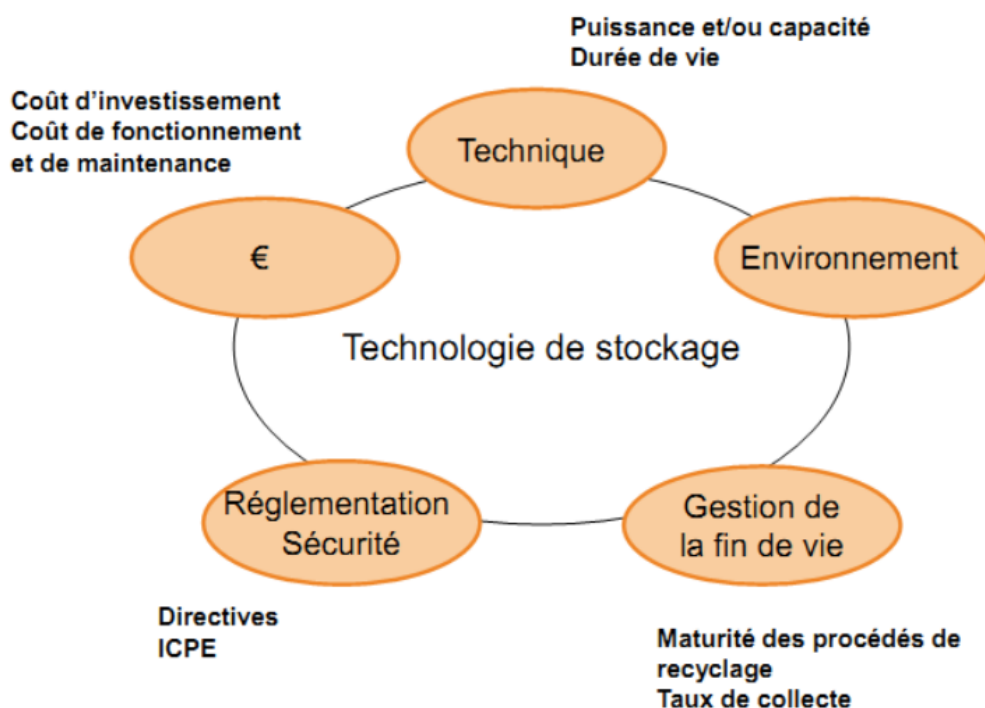 Puissance et/ou capacité
Durée de vie
Coût d’investissement
Coût de fonctionnement
et de maintenance
Technique
€
Environnement
Technologie de stockage
Réglementation
Sécurité
Gestion de
la fin de vie
Directives
ICPE
Maturité des procédés de
recyclage
Taux de collecte